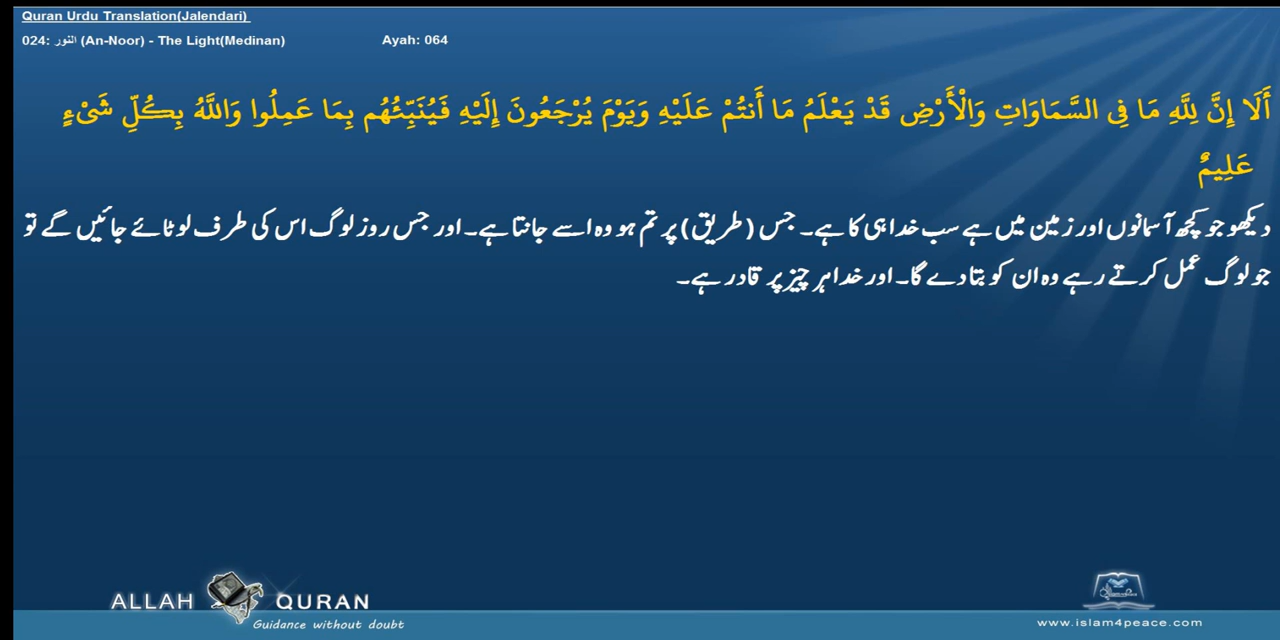 Quran Urdu Translation(Jalendari)
024: النور (An-Noor) - The Light(Medinan) Ayah: 064
أَلَا إِنَّ لِلَّهِ مَا فِي السَّمَاوَاتِ وَالْأَرْضِ قَدْ يَعْلَمُ مَا أَنتُمْ عَلَيْهِ وَيَوْمَ يُرْجَعُونَ إِلَيْهِ فَيُنَبِّئُهُم بِمَا عَمِلُوا وَاللَّهُ بِكُلِّ شَيْءٍ
عَلِيمٌ
دیکھو جو کچھ آسمانوں اور زمین میں ہے سب خدا ہی کا ہے۔ جس (طریق) پر تم ہو وہ اسے جانتا ہے۔ اور جس روز لوگ اس کی طرف لوٹائے جائیں گے تو
جو لوگ عمل کرتے رہے وہ ان کو بتا دے گا۔ اور خدا ہر چیز پر قادر ہے۔
ALLAH QURAN
Guidance without doubt
www.islam4peace.com